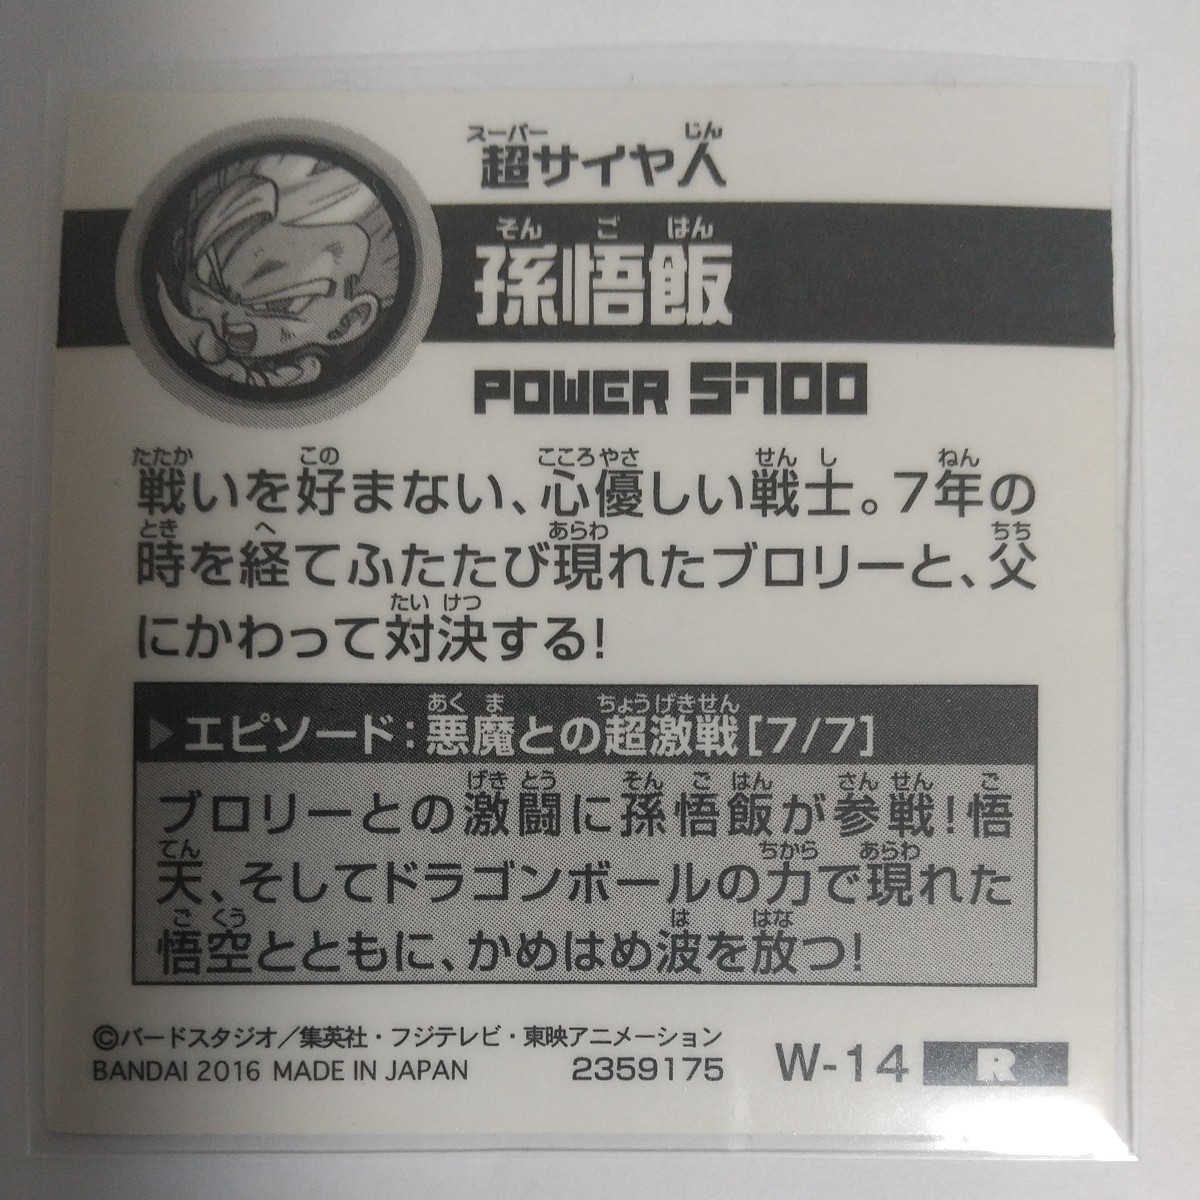 スーパー じん
超サイヤ人
そん ご はん
孫悟飯
POWER 5700
たたか この こころ やさ せん し ねん
戦いを好まない、心優しい戦士。7年の
とき へ あらわ ちち
時を経てふたたび現れたブロリーと、父
たい けつ
にかわって対決する!
あく ま ちょう げき せん
▶エピソード:悪魔との超激戦[7/7]
げき とう そん ご はん さん せん ご
ブロリーとの激闘に孫悟飯が参戦!悟
てん ちから あらわ
天、そしてドラゴンボールの力で現れた
ご くう は はな
悟空とともに、かめはめ波を放つ!
©バードスタジオ/集英社・フジテレビ・東映アニメーション
BANDAI 2016 MADE IN JAPAN 2359175 W-14 R